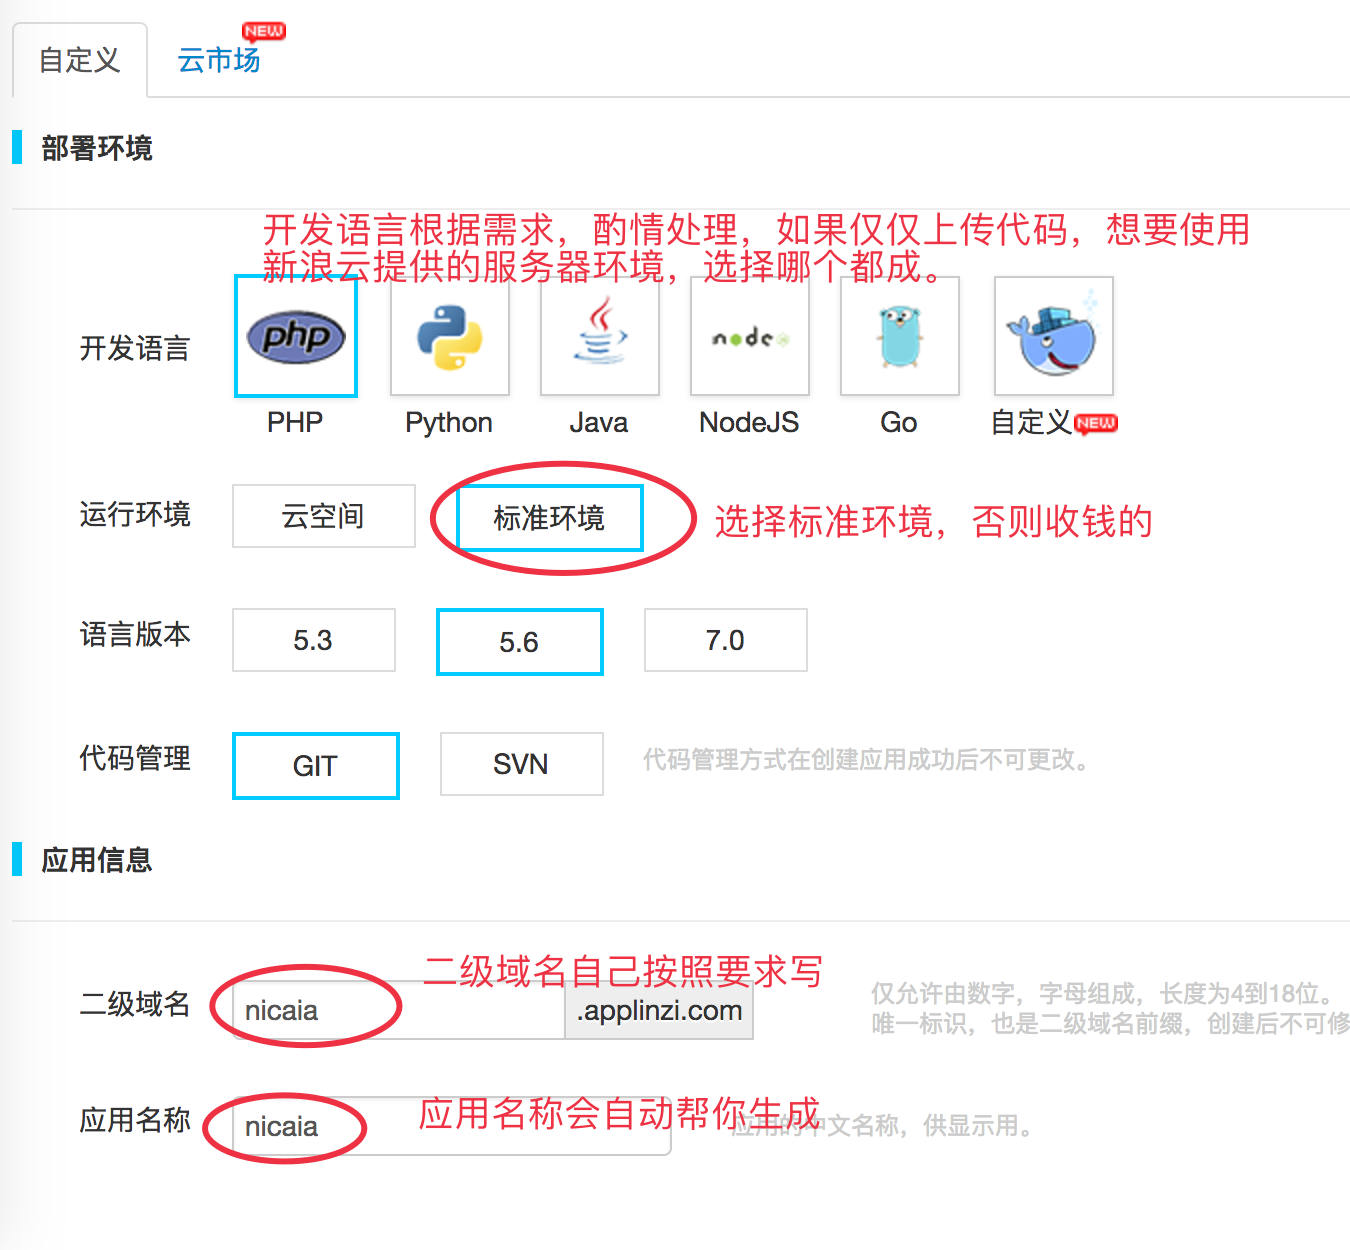 自定义
云市场
NEW
部署环境
开发语言根据需求，酌情处理，如果仅仅上传代码，想要使用
新浪云提供的服务器环境，选择哪个都成。
开发语言
php
node
PHP
Python
Java
NodeJS
Go
自定义
NEW
运行环境
云空间
标准环境
选择标准环境，否则收钱的
语言版本
5.3
5.6
7.0
代码管理
GIT
SVN
代码管理方式在创建应用成功后不可更改。
应用信息
二级域名自己按照要求写
二级域名
nicaia
.applinzi.com
仅允许由数字，字母组成，长度为4到18位。
唯一标识，也是二级域名前缀，创建后不可修
应用名称会自动帮你生成
应用名称
nicaia
应用的中文名称，供显示用。